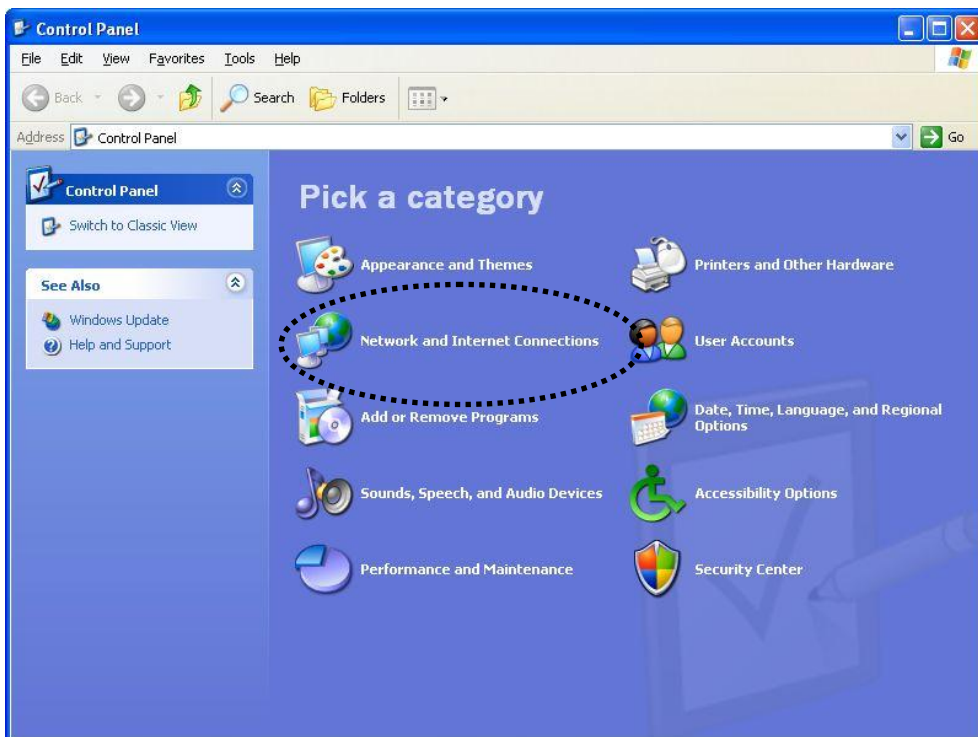 Control Panel
File Edit View Favorites Tools Help
Back Search Folders
Address Control Panel Go
Control Panel
Switch to Classic View
See Also
Windows Update
Help and Support
Pick a category
Appearance and Themes
Printers and Other Hardware
Network and Internet Connections
User Accounts
Add or Remove Programs
Date, Time, Language, and Regional
Options
Sounds, Speech, and Audio Devices
Accessibility Options
Performance and Maintenance
Security Center